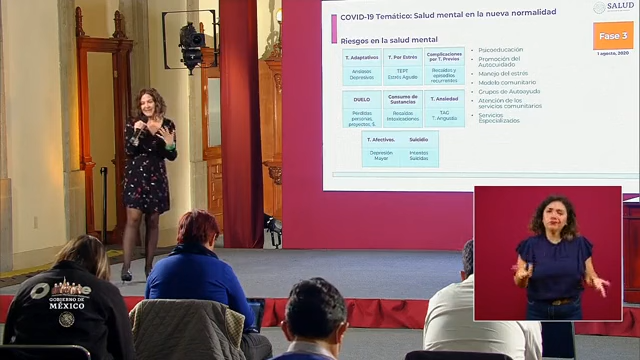 COVID-19 Temático: Salud mental en la nueva normalidad
SALUD
Fase 3
1 agosto, 2020
Riesgos en la salud mental
T. Adaptativos
Ansiosos
Depresivos
T. Por Estrés
TEPT
Estrés Agudo
Complicaciones
por T. Previos
Recaídas y
episodios
recurrentes
DUELO
Pérdidas
personas,
proyectos, $.
Consumo de
Sustancias
Recaídas
Intoxicaciones
T. Ansiedad
TAG
T. Angustia
T. Afectivos.
Depresión
Mayor
Suicidio
Intentos
Suicidas
• Psicoeducación
• Promoción del
Autocuidado
• Manejo del estrés
• Modelo comunitario
• Grupos de Autoayuda
• Atención de los
servicios comunitarios
• Servicios
Especializados
GOBIERNO DE
MÉXICO